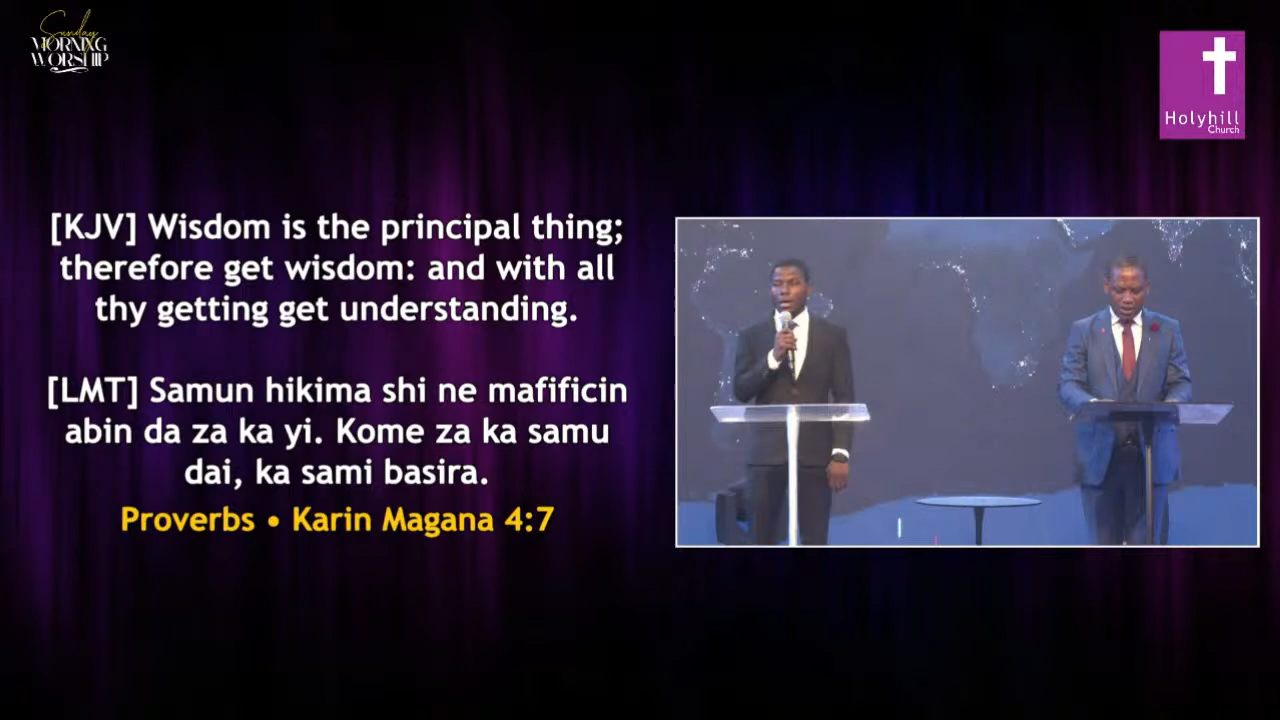 Sunday
MORNING
WORSHIP
Holyhill
Church
[KJV] Wisdom is the principal thing;
therefore get wisdom: and with all
thy getting get understanding.
[LMT] Samun hikima shi ne mafificin
abin da za ka yi. Kome za ka samu
dai, ka sami basira.
Proverbs • Karin Magana 4:7